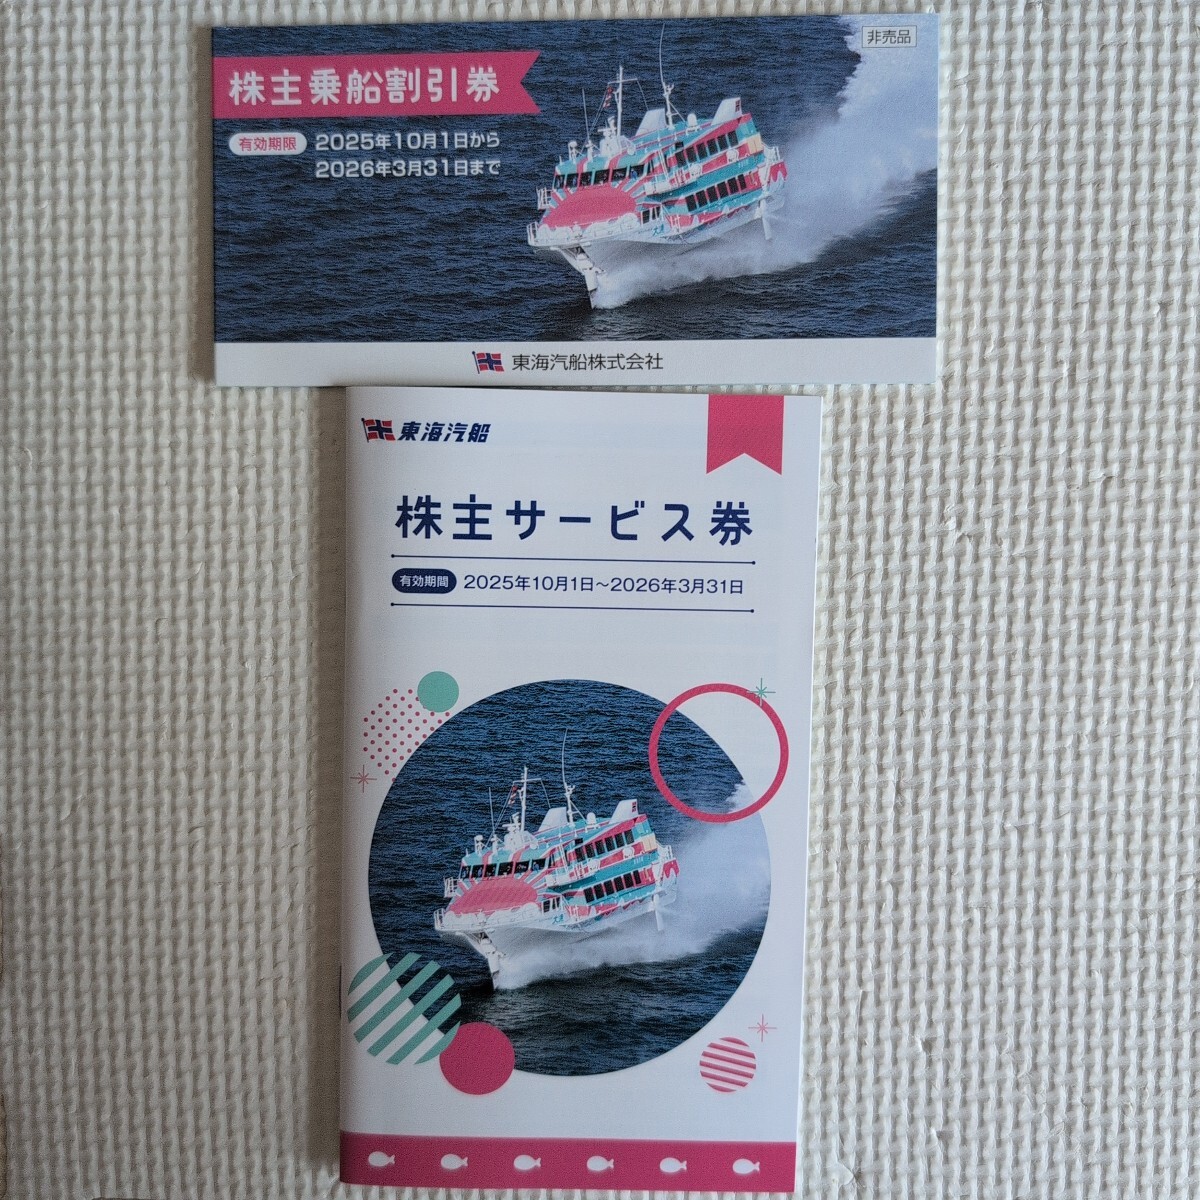 非売品
株主乗船割引券
有効期限 2025年10月1日から
2026年3月31日まで
東海汽船株式会社
東海汽船
株主サービス券
有効期間 2025年10月1日～2026年3月31日